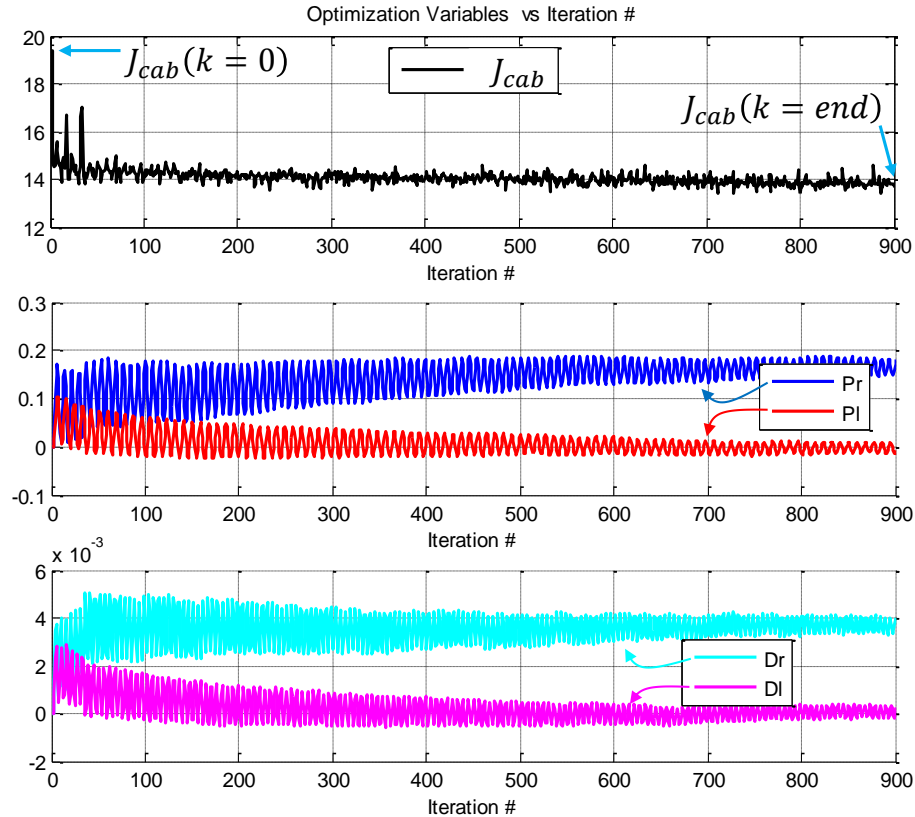 Optimization Variables vs Iteration #
20
18
16
14
12
J_cab(k = 0)
J_cab
J_cab(k = end)
0 100 200 300 400 500 600 700 800 900
Iteration #
0.3
0.2
0.1
0
-0.1
Pr
Pl
0 100 200 300 400 500 600 700 800 900
Iteration #
x 10^-3
6
4
2
0
-2
Dr
Dl
0 100 200 300 400 500 600 700 800 900
Iteration #